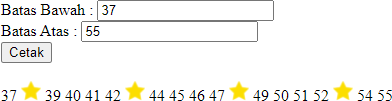 Batas Bawah : 37
Batas Atas : 55
Cetak
37 39 40 41 42 44 45 46 47 49 50 51 52 54 55